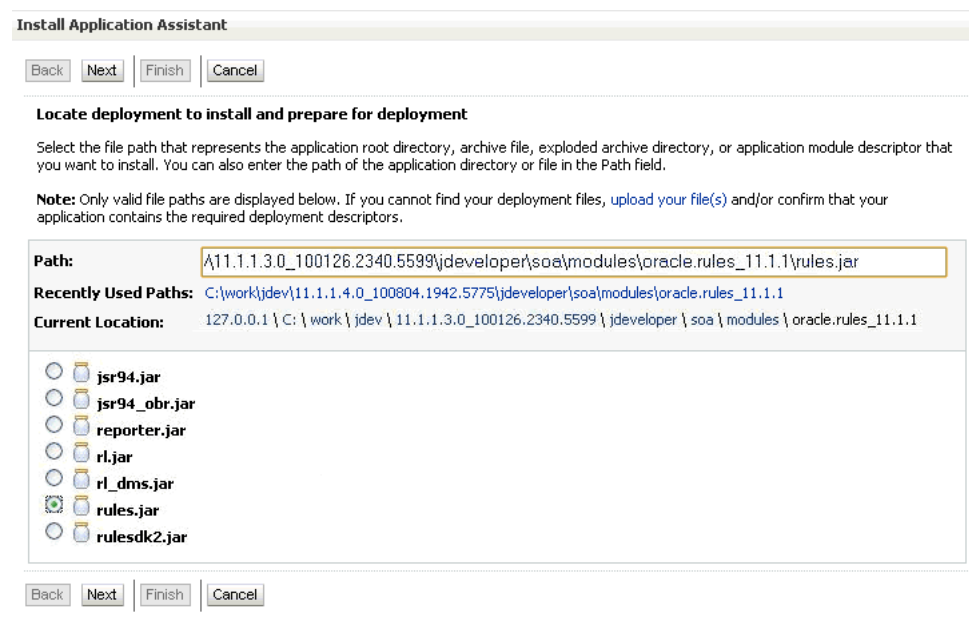 Install Application Assistant
Back Next Finish Cancel
Locate deployment to install and prepare for deployment
Select the file path that represents the application root directory, archive file, exploded archive directory, or application module descriptor that
you want to install. You can also enter the path of the application directory or file in the Path field.
Note: Only valid file paths are displayed below. If you cannot find your deployment files, upload your file(s) and/or confirm that your
application contains the required deployment descriptors.
Path: \11.1.1.3.0_100126.2340.5599\jdeveloper\soa\modules\oracle.rules_11.1.1\rules.jar
Recently Used Paths: C:\work\jdev\11.1.1.4.0_100804.1942.5775\jdeveloper\soa\modules\oracle.rules_11.1.1
Current Location: 127.0.0.1 \ C: \ work \ jdev \ 11.1.1.3.0_100126.2340.5599 \ jdeveloper \ soa \ modules \ oracle.rules_11.1.1
jsr94.jar
jsr94_obr.jar
reporter.jar
rl.jar
rl_dms.jar
rules.jar
rulesdk2.jar
Back Next Finish Cancel